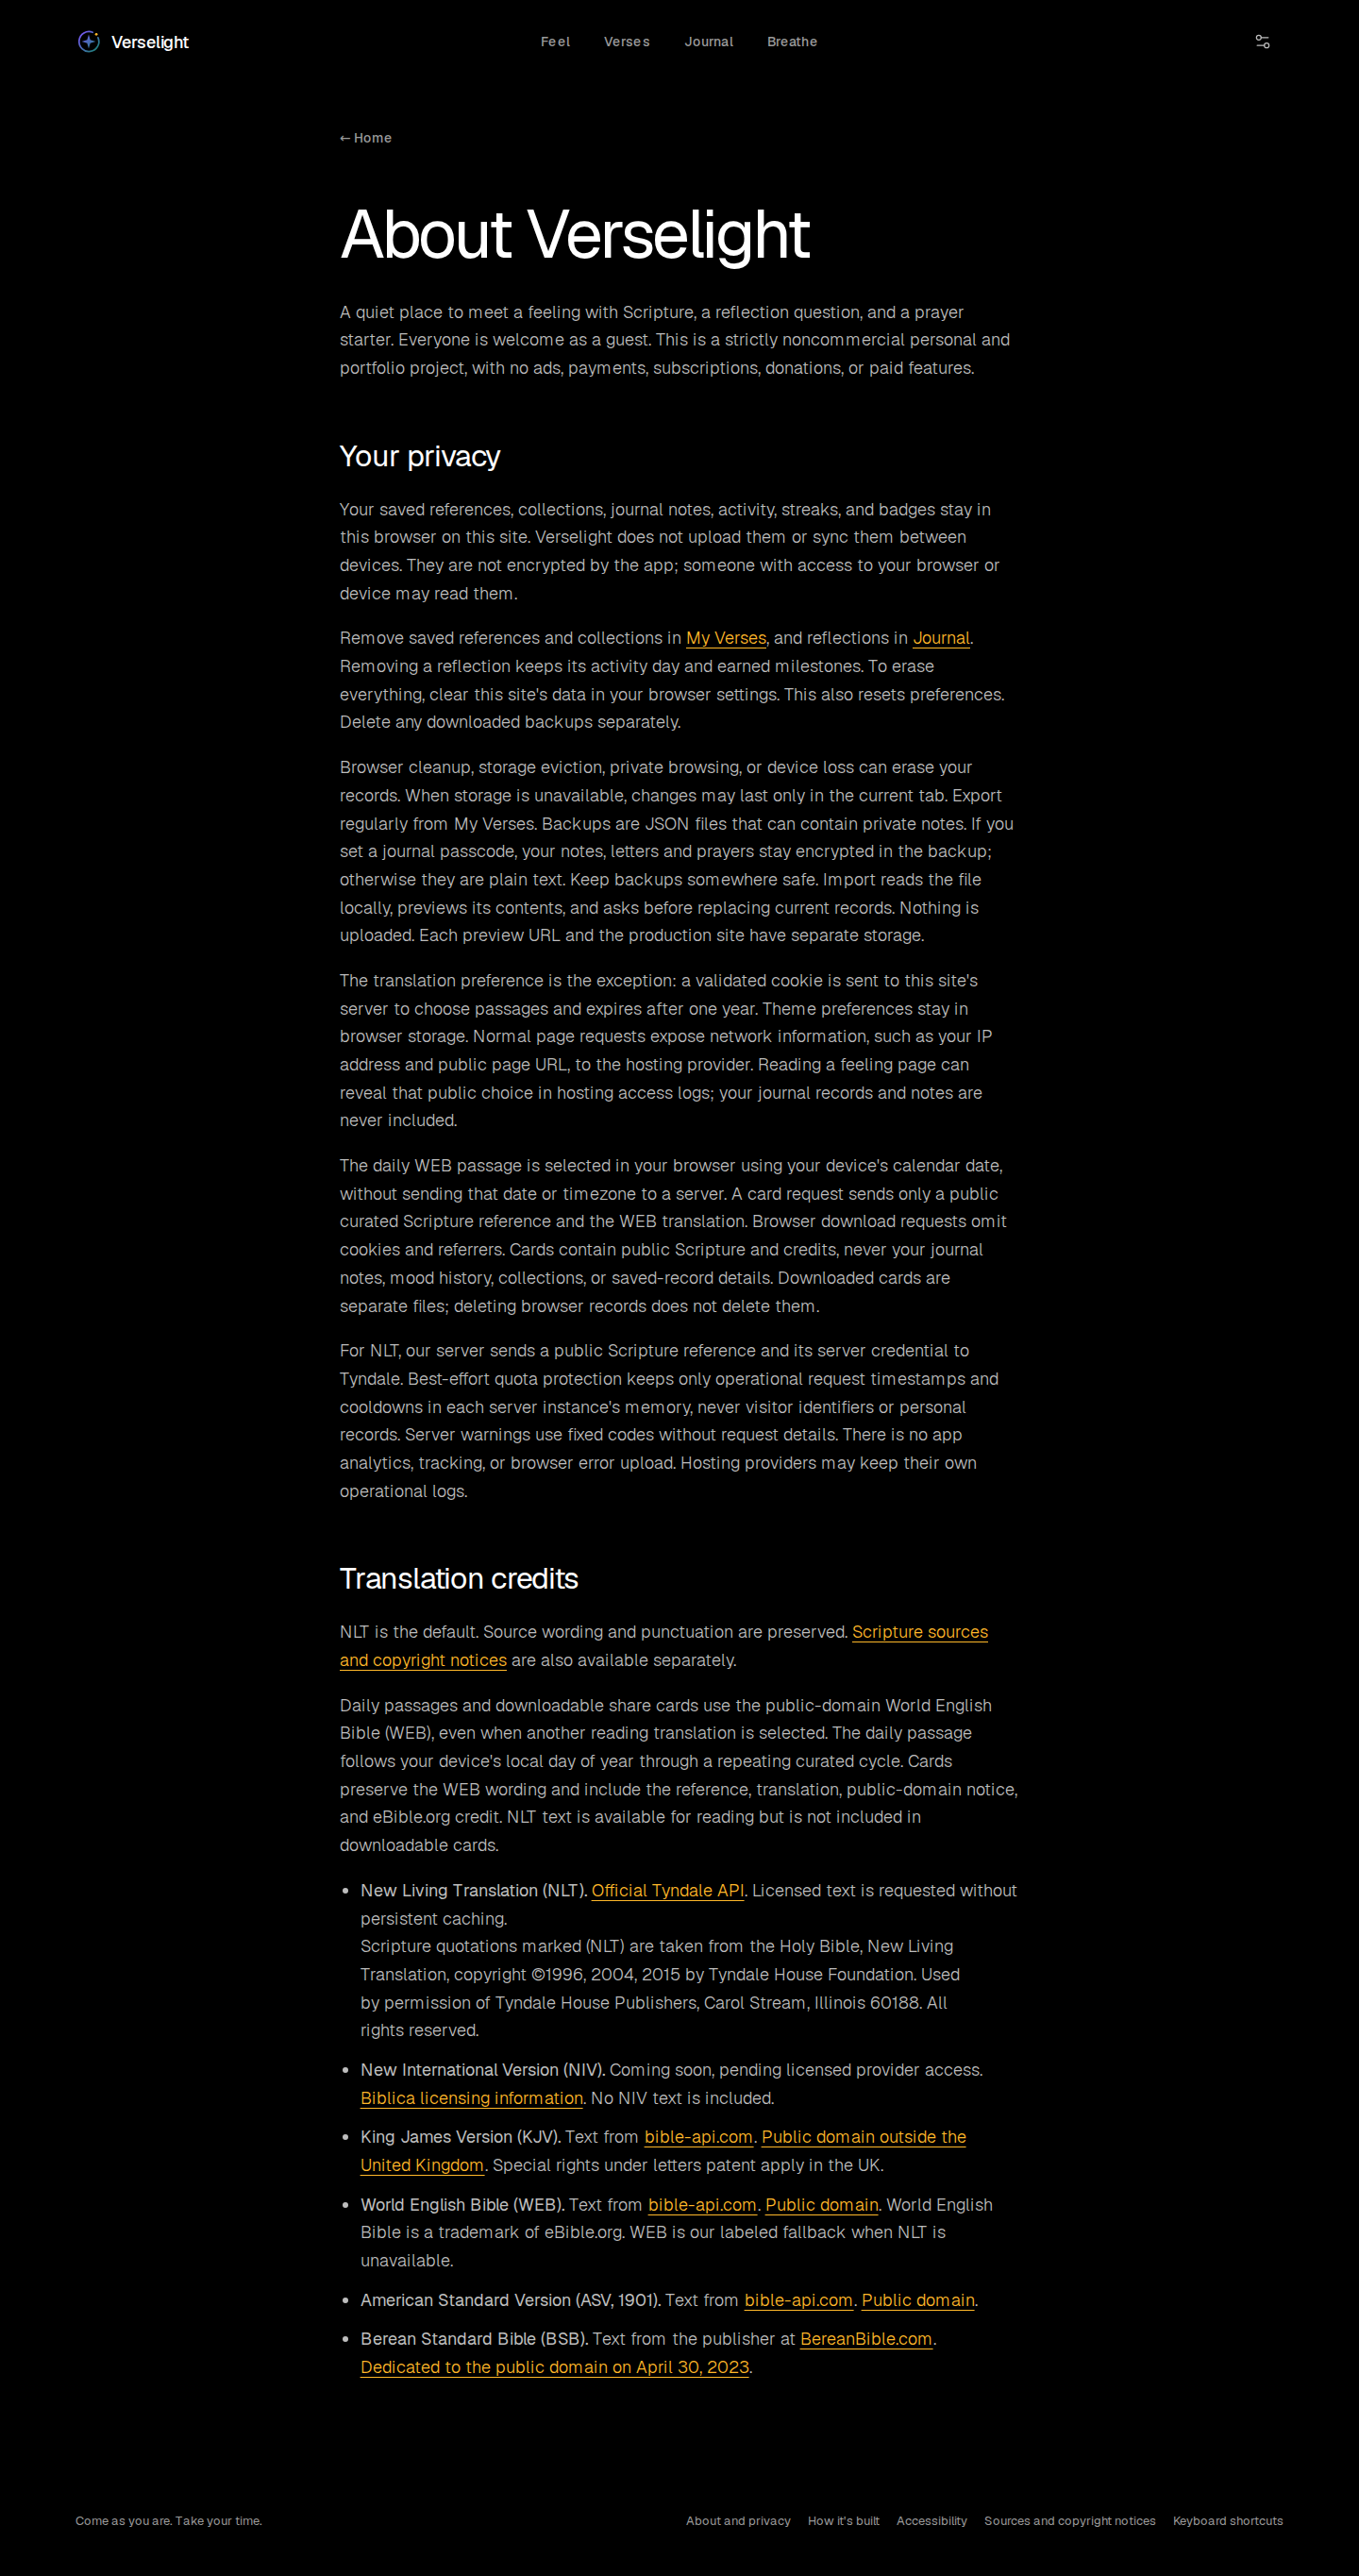 Verselight
Feel Verses Journal Breathe
← Home
About Verselight
A quiet place to meet a feeling with Scripture, a reflection question, and a prayer
starter. Everyone is welcome as a guest. This is a strictly noncommercial personal and
portfolio project, with no ads, payments, subscriptions, donations, or paid features.
Your privacy
Your saved references, collections, journal notes, activity, streaks, and badges stay in
this browser on this site. Verselight does not upload them or sync them between
devices. They are not encrypted by the app; someone with access to your browser or
device may read them.
Remove saved references and collections in My Verses, and reflections in Journal.
Removing a reflection keeps its activity day and earned milestones. To erase
everything, clear this site's data in your browser settings. This also resets preferences.
Delete any downloaded backups separately.
Browser cleanup, storage eviction, private browsing, or device loss can erase your
records. When storage is unavailable, changes may last only in the current tab. Export
regularly from My Verses. Backups are JSON files that can contain private notes. If you
set a journal passcode, your notes, letters and prayers stay encrypted in the backup;
otherwise they are plain text. Keep backups somewhere safe. Import reads the file
locally, previews its contents, and asks before replacing current records. Nothing is
uploaded. Each preview URL and the production site have separate storage.
The translation preference is the exception: a validated cookie is sent to this site's
server to choose passages and expires after one year. Theme preferences stay in
browser storage. Normal page requests expose network information, such as your IP
address and public page URL, to the hosting provider. Reading a feeling page can
reveal that public choice in hosting access logs; your journal records and notes are
never included.
The daily WEB passage is selected in your browser using your device's calendar date,
without sending that date or timezone to a server. A card request sends only a public
curated Scripture reference and the WEB translation. Browser download requests omit
cookies and referrers. Cards contain public Scripture and credits, never your journal
notes, mood history, collections, or saved-record details. Downloaded cards are
separate files; deleting browser records does not delete them.
For NLT, our server sends a public Scripture reference and its server credential to
Tyndale. Best-effort quota protection keeps only operational request timestamps and
cooldowns in each server instance's memory, never visitor identifiers or personal
records. Server warnings use fixed codes without request details. There is no app
analytics, tracking, or browser error upload. Hosting providers may keep their own
operational logs.
Translation credits
NLT is the default. Source wording and punctuation are preserved. Scripture sources
and copyright notices are also available separately.
Daily passages and downloadable share cards use the public-domain World English
Bible (WEB), even when another reading translation is selected. The daily passage
follows your device's local day of year through a repeating curated cycle. Cards
preserve the WEB wording and include the reference, translation, public-domain notice,
and eBible.org credit. NLT text is available for reading but is not included in
downloadable cards.
• New Living Translation (NLT). Official Tyndale API. Licensed text is requested without
persistent caching.
Scripture quotations marked (NLT) are taken from the Holy Bible, New Living
Translation, copyright ©1996, 2004, 2015 by Tyndale House Foundation. Used
by permission of Tyndale House Publishers, Carol Stream, Illinois 60188. All
rights reserved.
• New International Version (NIV). Coming soon, pending licensed provider access.
Biblica licensing information. No NIV text is included.
• King James Version (KJV). Text from bible-api.com. Public domain outside the
United Kingdom. Special rights under letters patent apply in the UK.
• World English Bible (WEB). Text from bible-api.com. Public domain. World English
Bible is a trademark of eBible.org. WEB is our labeled fallback when NLT is
unavailable.
• American Standard Version (ASV, 1901). Text from bible-api.com. Public domain.
• Berean Standard Bible (BSB). Text from the publisher at BereanBible.com.
Dedicated to the public domain on April 30, 2023.
Come as you are. Take your time.
About and privacy How it's built Accessibility Sources and copyright notices Keyboard shortcuts